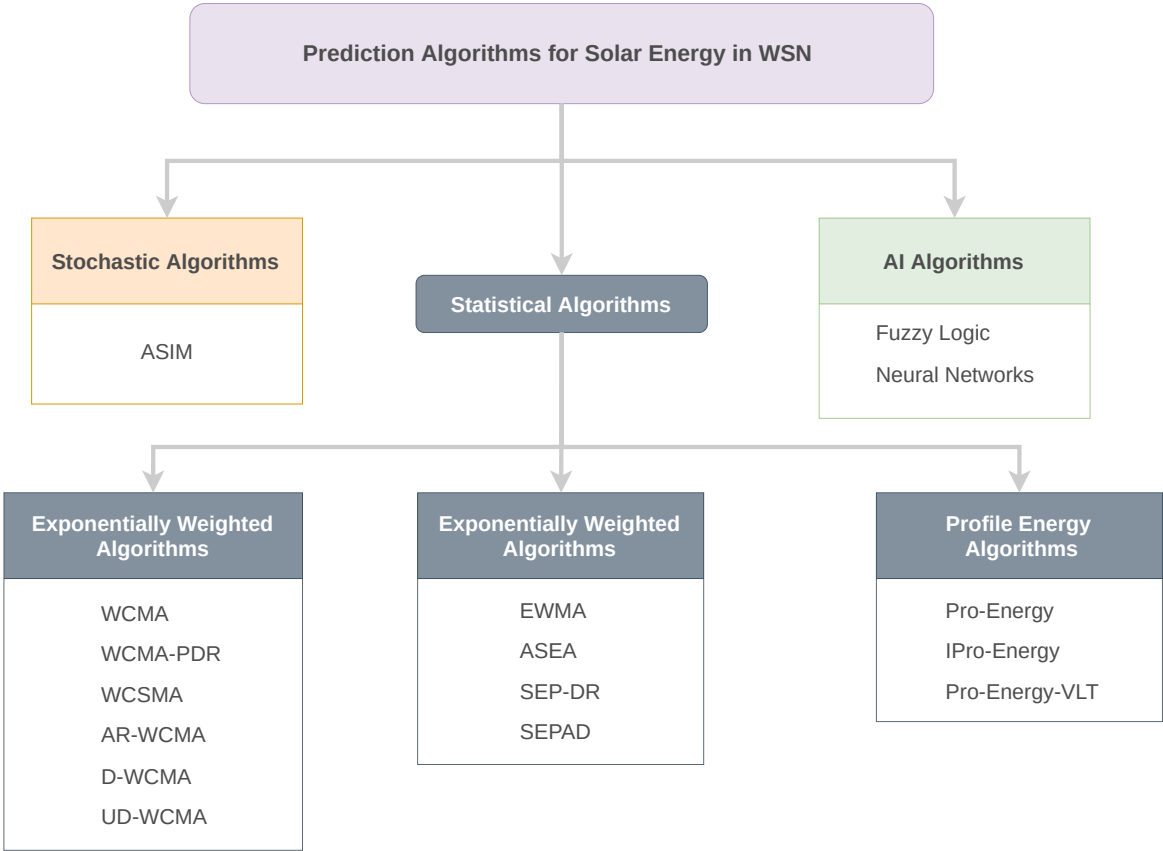 Prediction Algorithms for Solar Energy in WSN
Stochastic Algorithms
ASIM
Statistical Algorithms
AI Algorithms
Fuzzy Logic
Neural Networks
Exponentially Weighted
Algorithms
WCMA
WCMA-PDR
WCSMA
AR-WCMA
D-WCMA
UD-WCMA
Exponentially Weighted
Algorithms
EWMA
ASEA
SEP-DR
SEPAD
Profile Energy
Algorithms
Pro-Energy
IPro-Energy
Pro-Energy-VLT